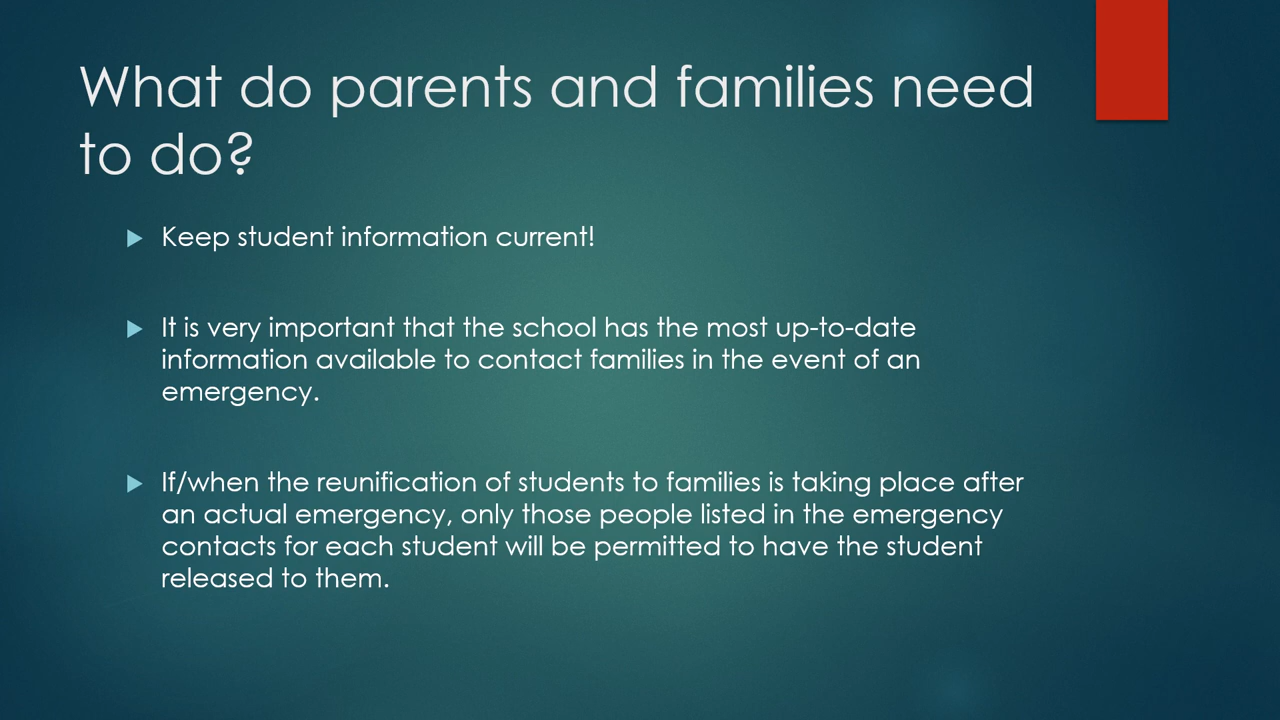 What do parents and families need
to do?
Keep student information current!
It is very important that the school has the most up-to-date
information available to contact families in the event of an
emergency.
If/when the reunification of students to families is taking place after
an actual emergency, only those people listed in the emergency
contacts for each student will be permitted to have the student
released to them.